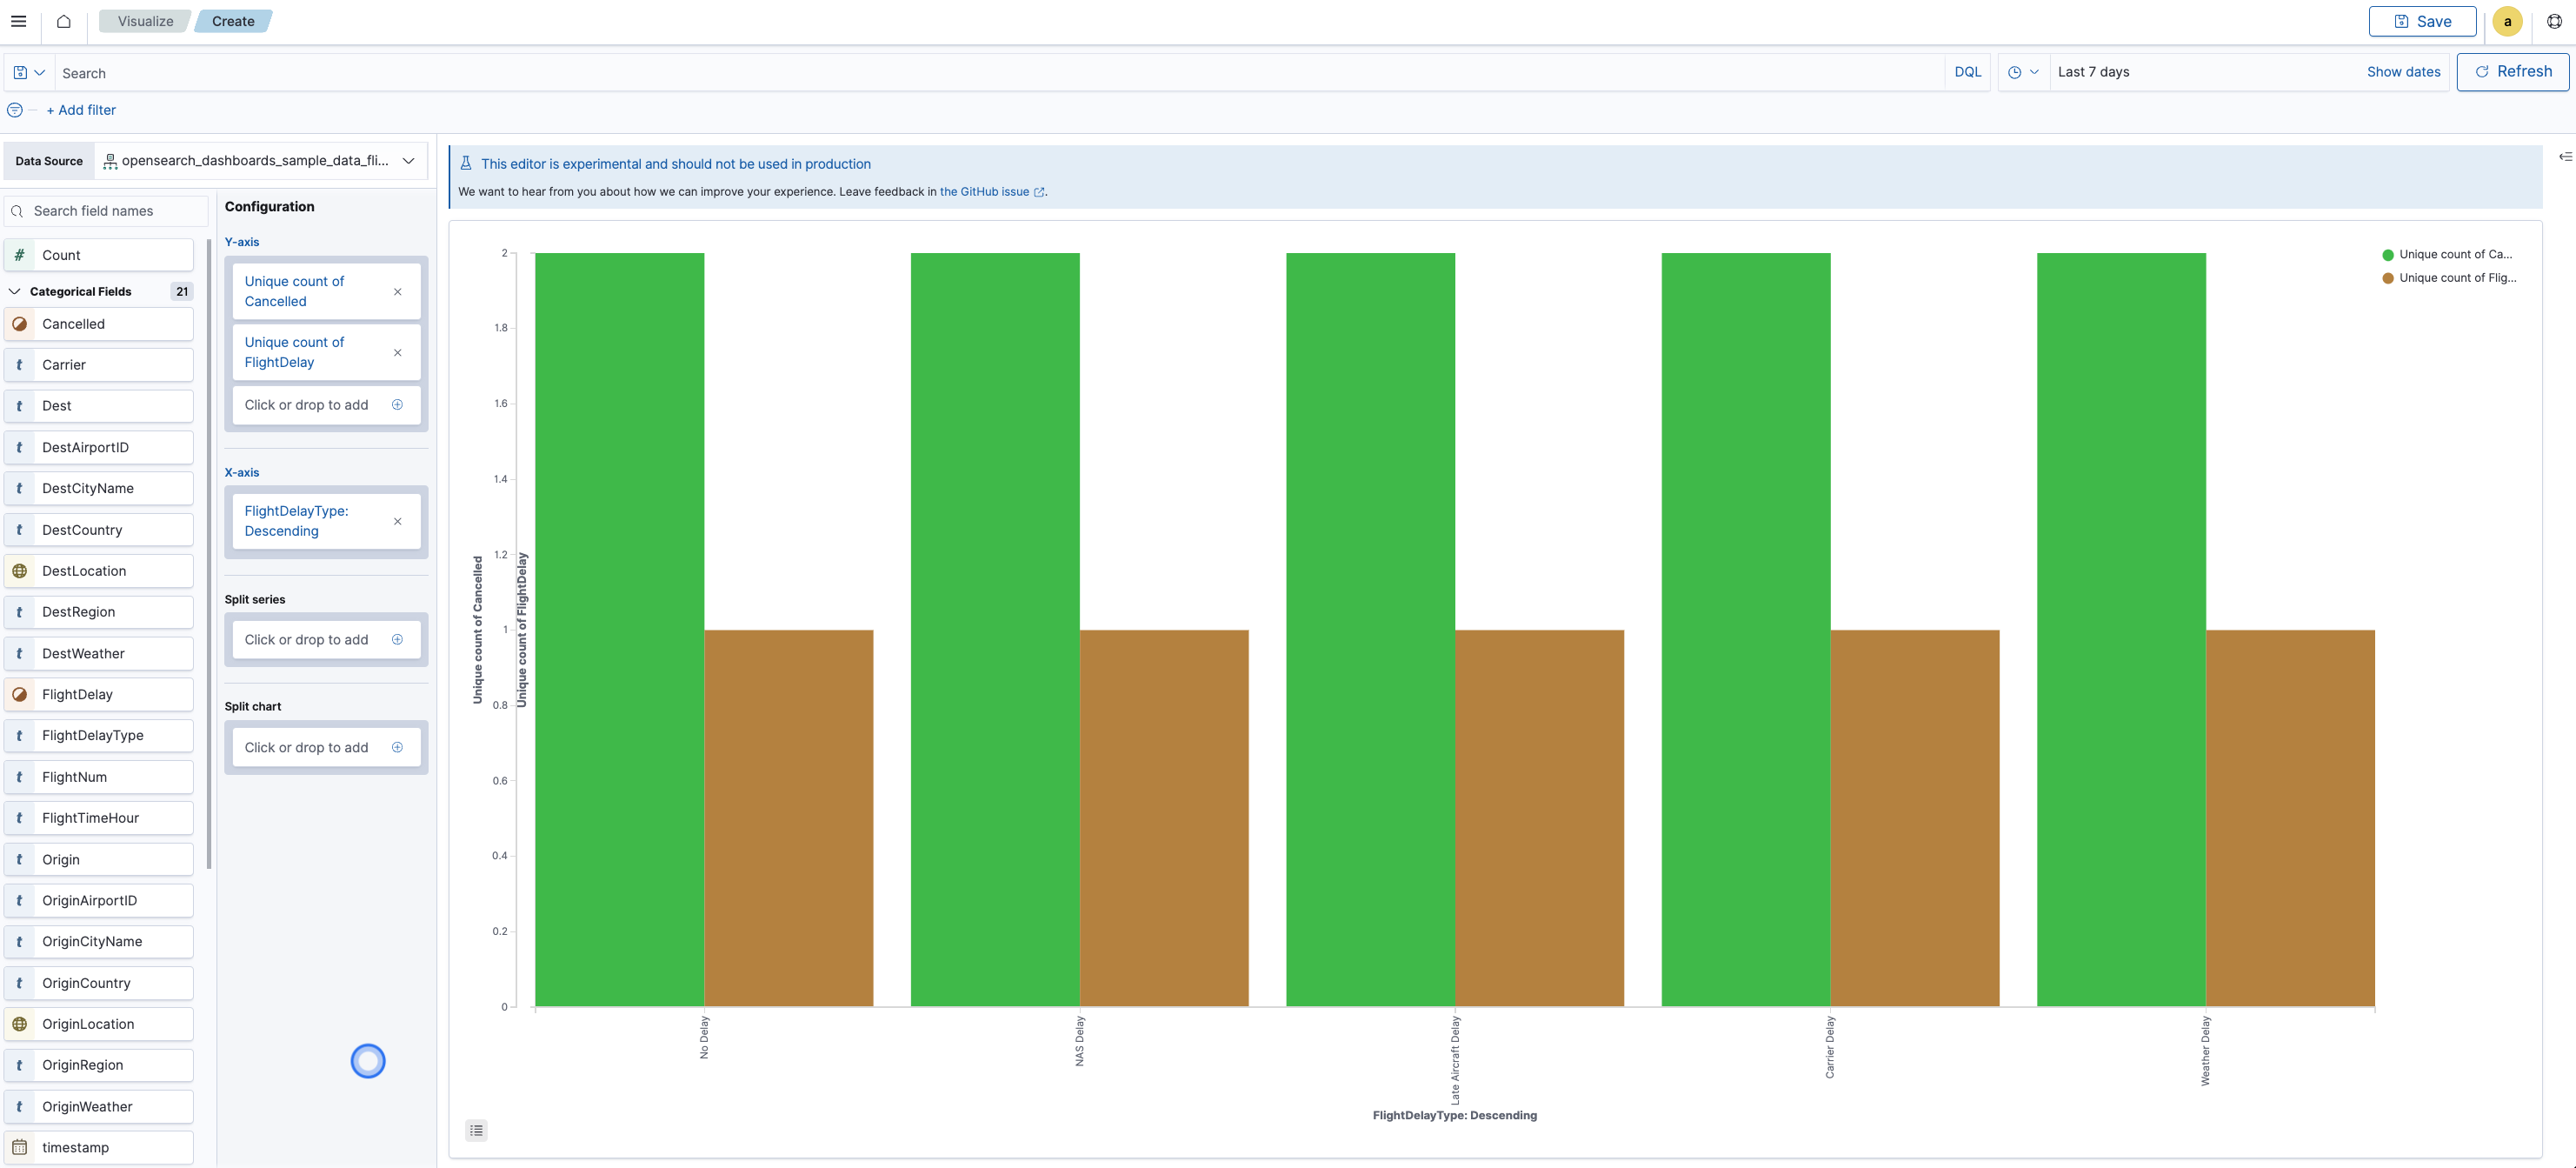 Visualize
Create
Save
a
Search
DQL
Last 7 days
Show dates
Refresh
+ Add filter
Data Source
opensearch_dashboards_sample_data_fli...
Search field names
# Count
Categorical Fields 21
Cancelled
t Carrier
t Dest
t DestAirportID
t DestCityName
t DestCountry
DestLocation
t DestRegion
t DestWeather
FlightDelay
t FlightDelayType
t FlightNum
t FlightTimeHour
t Origin
t OriginAirportID
t OriginCityName
t OriginCountry
OriginLocation
t OriginRegion
t OriginWeather
timestamp
Configuration
Y-axis
Unique count of
Cancelled
Unique count of
FlightDelay
Click or drop to add
X-axis
FlightDelayType:
Descending
Split series
Click or drop to add
Split chart
Click or drop to add
This editor is experimental and should not be used in production
We want to hear from you about how we can improve your experience. Leave feedback in the GitHub issue.
Unique count of Cancelled
Unique count of FlightDelay
2
1.8
1.6
1.4
1.2
1
0.8
0.6
0.4
0.2
0
No Delay
NAS Delay
Late Aircraft Delay
Carrier Delay
Weather Delay
FlightDelayType: Descending
Unique count of Ca...
Unique count of Flig...